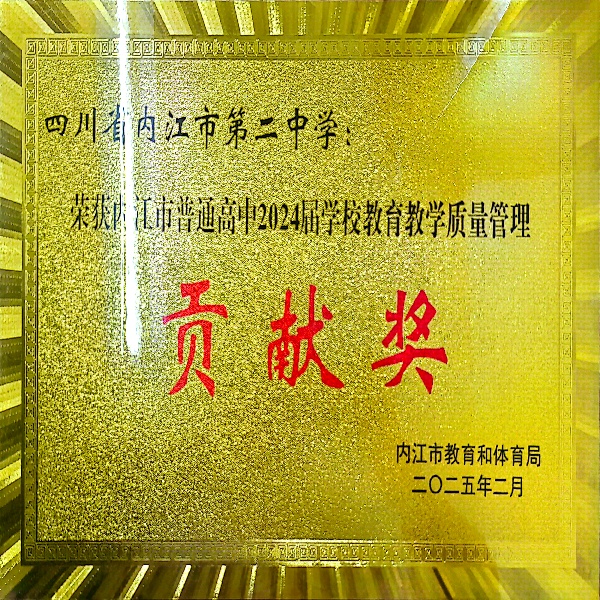 四川省内江市第二中学：
荣获内江市普通高中2024届学校教育教学质量管理
贡献奖
内江市教育和体育局
二〇二五年二月